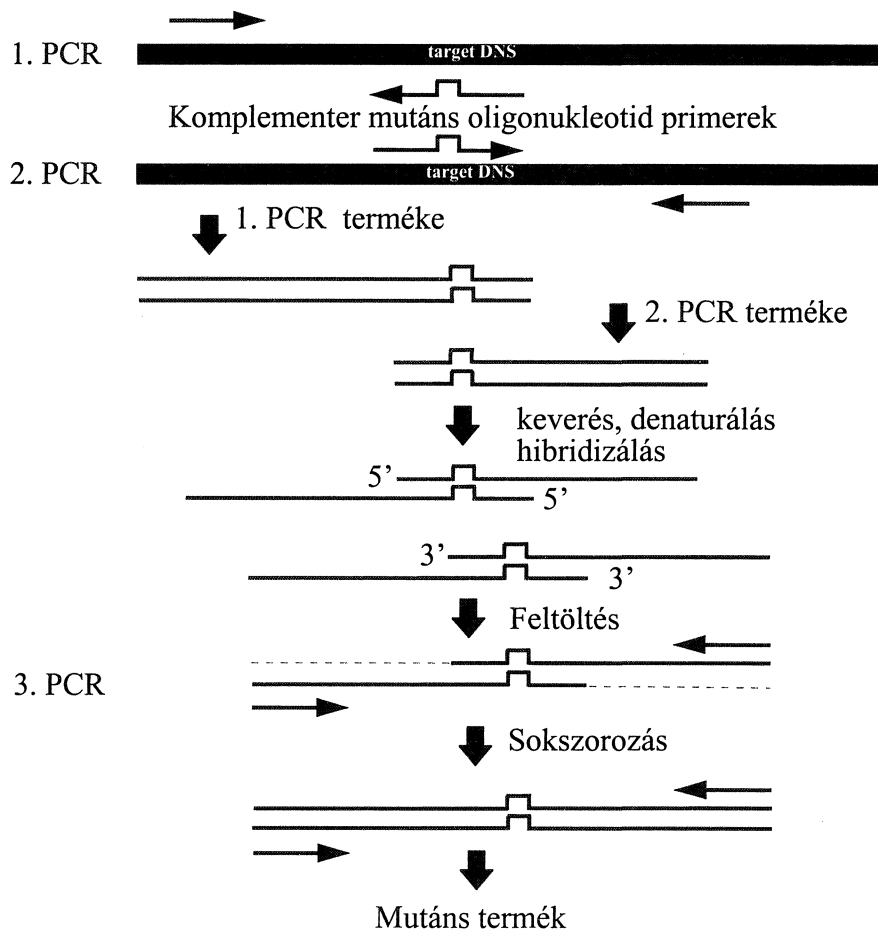 1. PCR
target DNS
Komplementer mutáns oligonukleotid primerek
2. PCR
target DNS
1. PCR terméke
2. PCR terméke
keverés, denaturálás
hibridizálás
5’
5’
3’
3’
Feltöltés
3. PCR
Sokszorozás
Mutáns termék